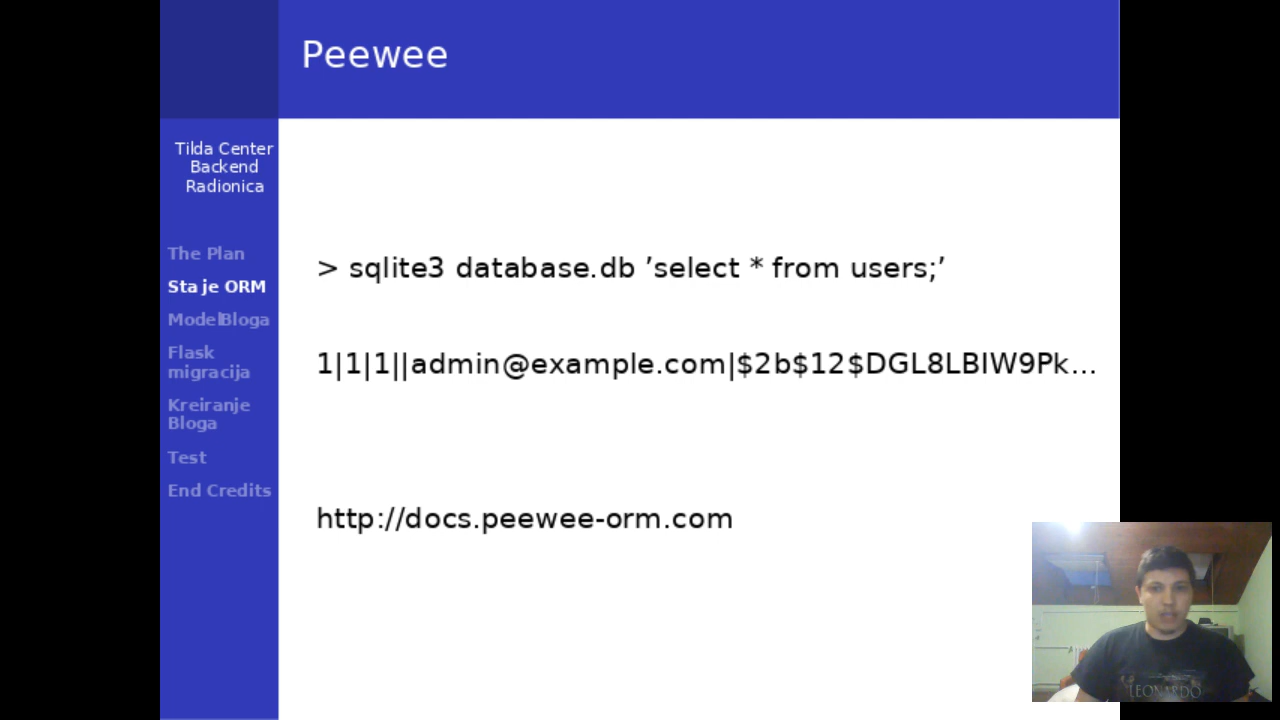 Peewee
Tilda Center
Backend
Radionica
The Plan
Sta je ORM
Model Bloga
Flask
migracija
Kreiranje
Bloga
Test
End Credits
> sqlite3 database.db ’select * from users;’
1|1|1||admin@example.com|$2b$12$DGL8LBIW9Pk...
http://docs.peewee-orm.com
LEONARDO